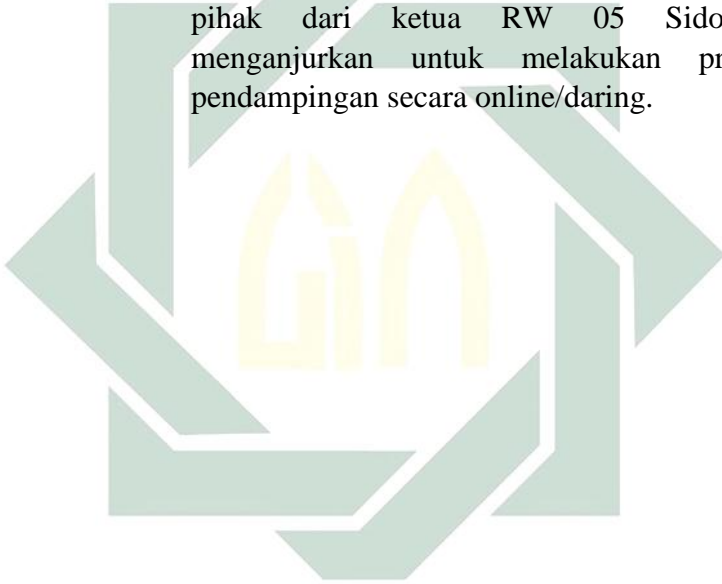 pihak dari ketua RW 05 Sido
menganjurkan untuk melakukan pr
pendampingan secara online/daring.